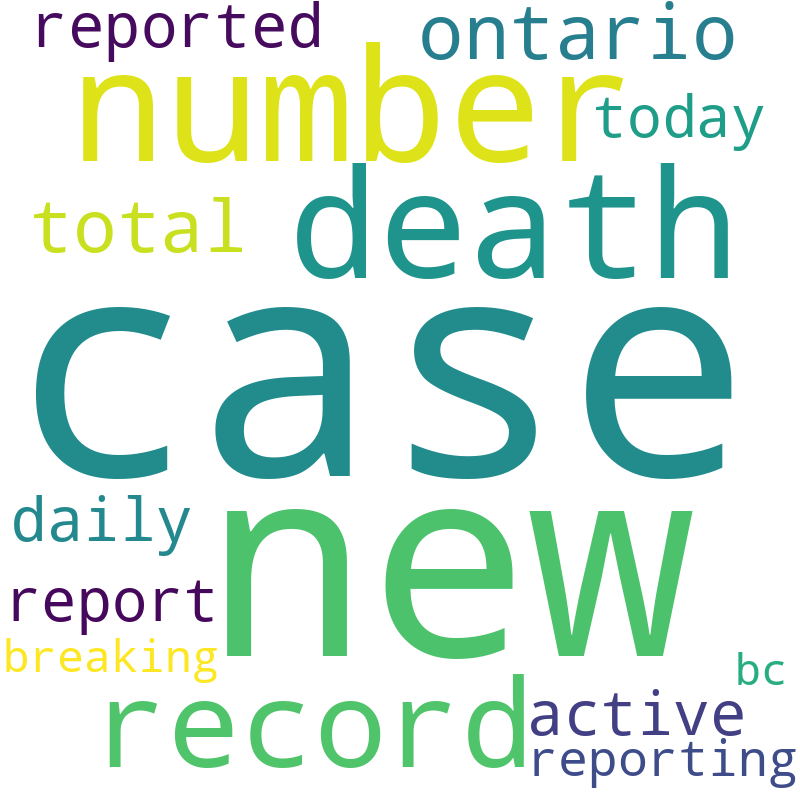 reported ontario
number
today
total death
case
daily
new
report
breaking
bc
record active
reporting